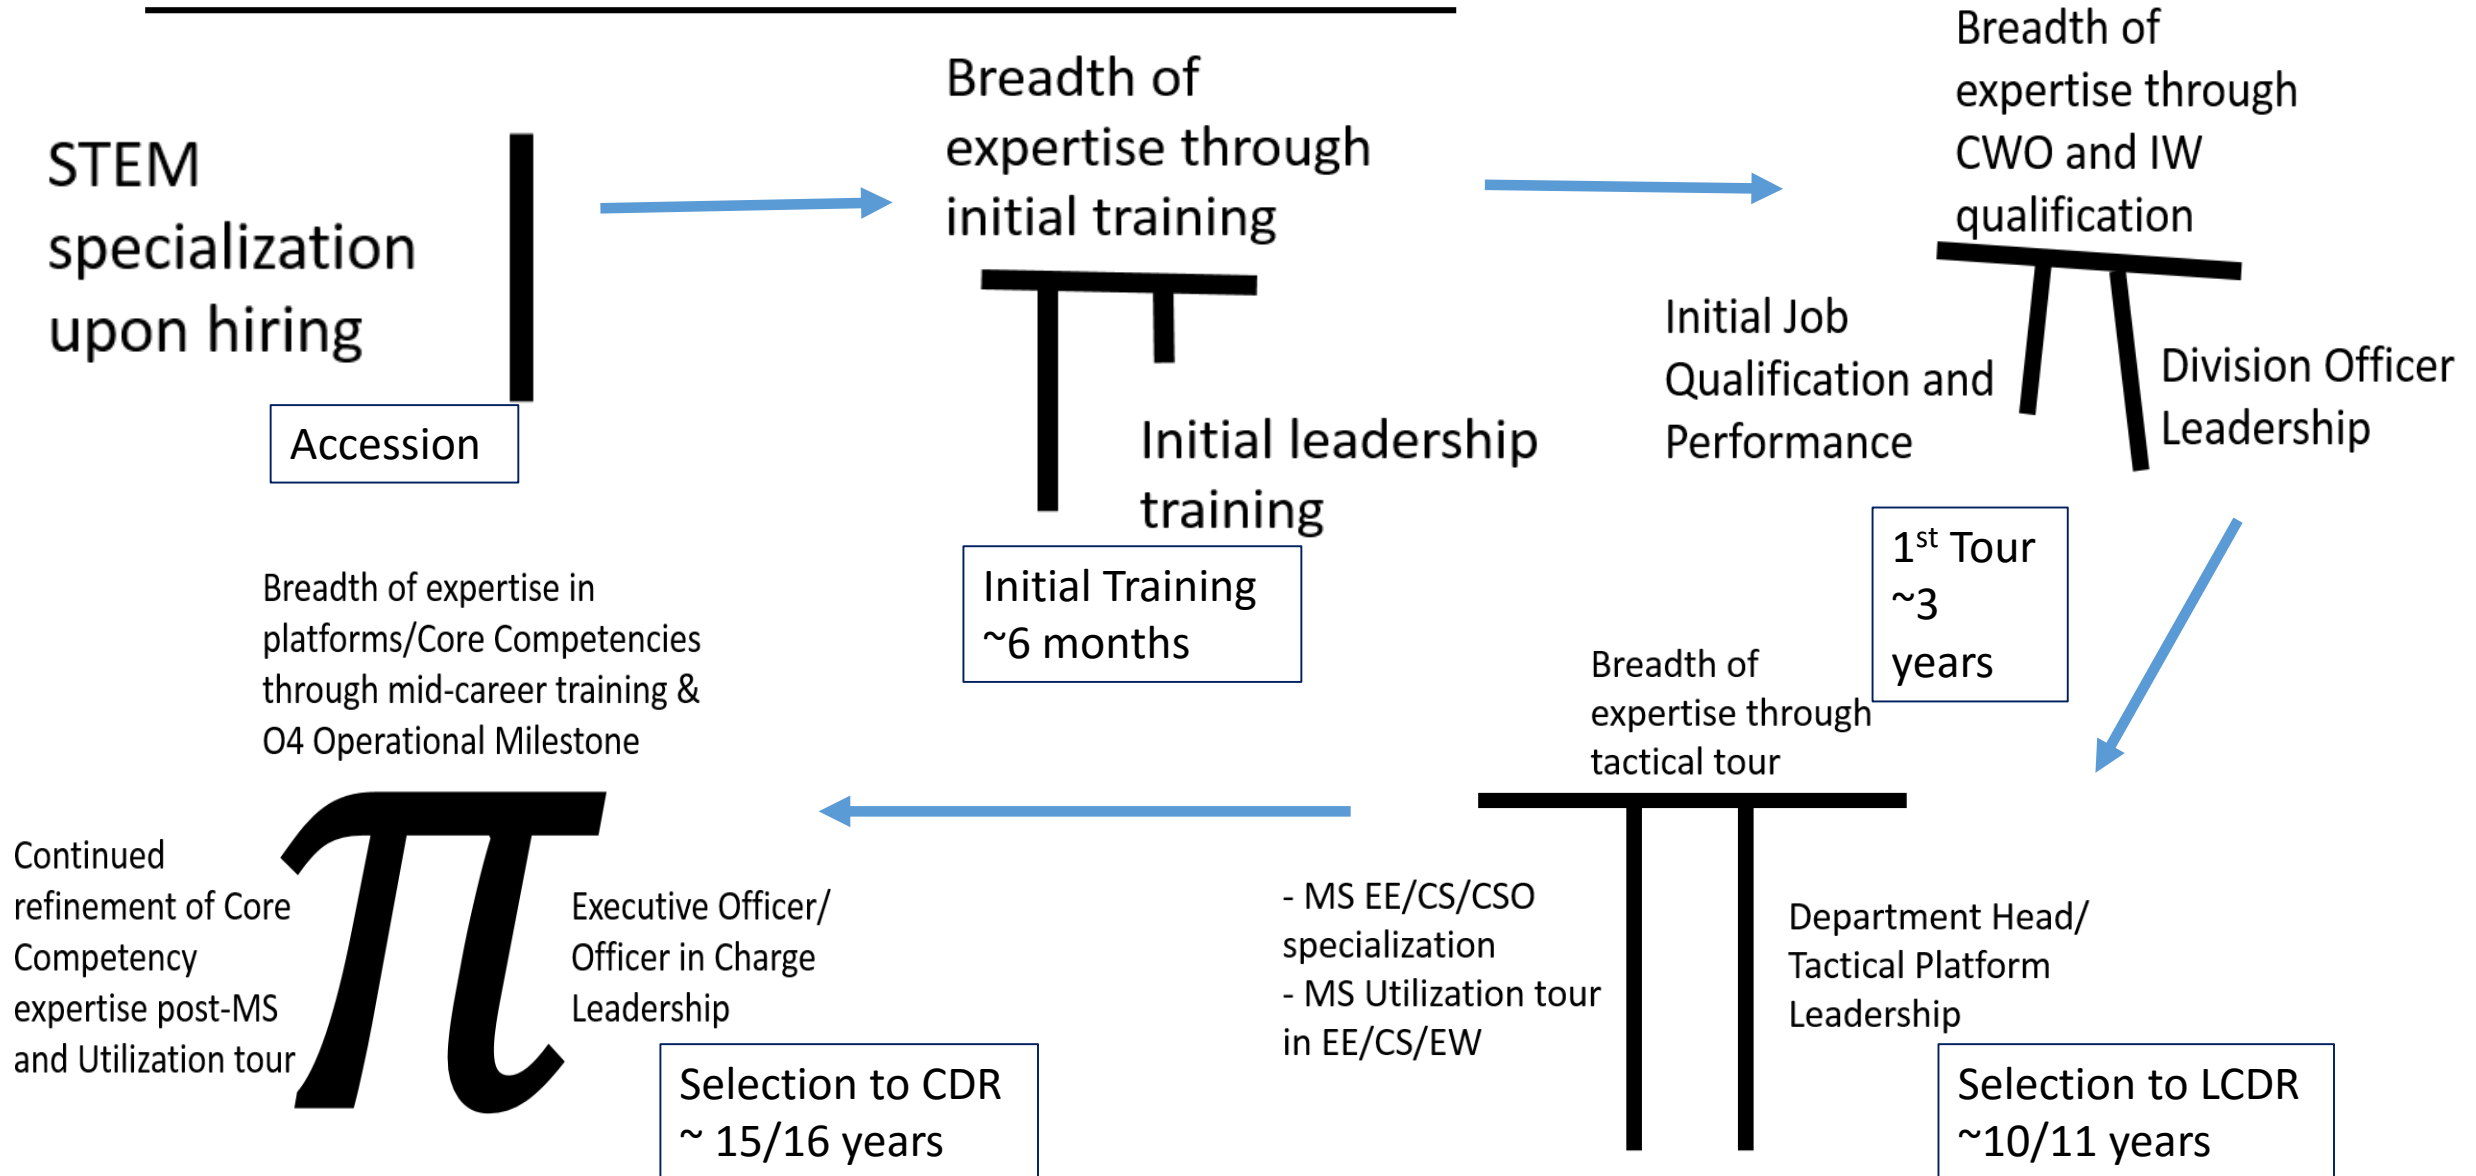 STEM
specialization
upon hiring
Accession
Breadth of
expertise through
initial training
Initial leadership
training
Initial Training
~6 months
Breadth of
expertise through
CWO and IW
qualification
Initial Job
Qualification and
Performance
Division Officer
Leadership
1st Tour
~3
years
Breadth of
expertise through
tactical tour
- MS EE/CS/CSO
specialization
- MS Utilization tour
in EE/CS/EW
Department Head/
Tactical Platform
Leadership
Selection to LCDR
~10/11 years
Breadth of expertise in
platforms/Core Competencies
through mid-career training &
O4 Operational Milestone
Continued
refinement of Core
Competency
expertise post-MS
and Utilization tour
π
Executive Officer/
Officer in Charge
Leadership
Selection to CDR
~ 15/16 years